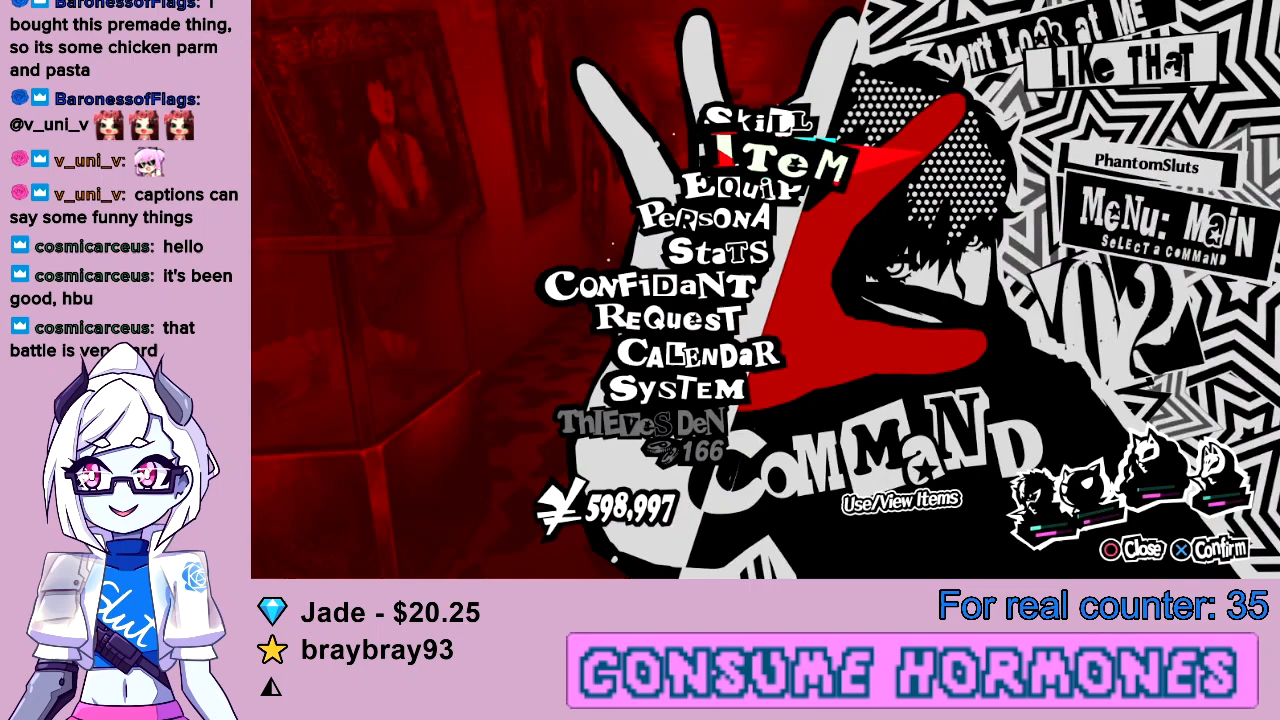 BaronessofFlags: I
bought this premade thing,
so its some chicken parm
and pasta
BaronessofFlags:
@v_uni_v
v_uni_v:
v_uni_v: captions can
say some funny things
cosmicarceus: hello
cosmicarceus: it's been
good, hbu
cosmicarceus: that
battle is very hard
Slut
Skill
Item
Equip
Persona
Stats
Confidant
Request
Calendar
System
Thieves Den
166
¥ 598,997
Command
Use/View Items
Don't Look at ME
LIKe THaT
PhantomSluts
MeNu: Main
SeLeCT a CoMMaND
Close
Confirm
Jade - $20.25
braybray93
For real counter: 35
CONSUME HORMONES